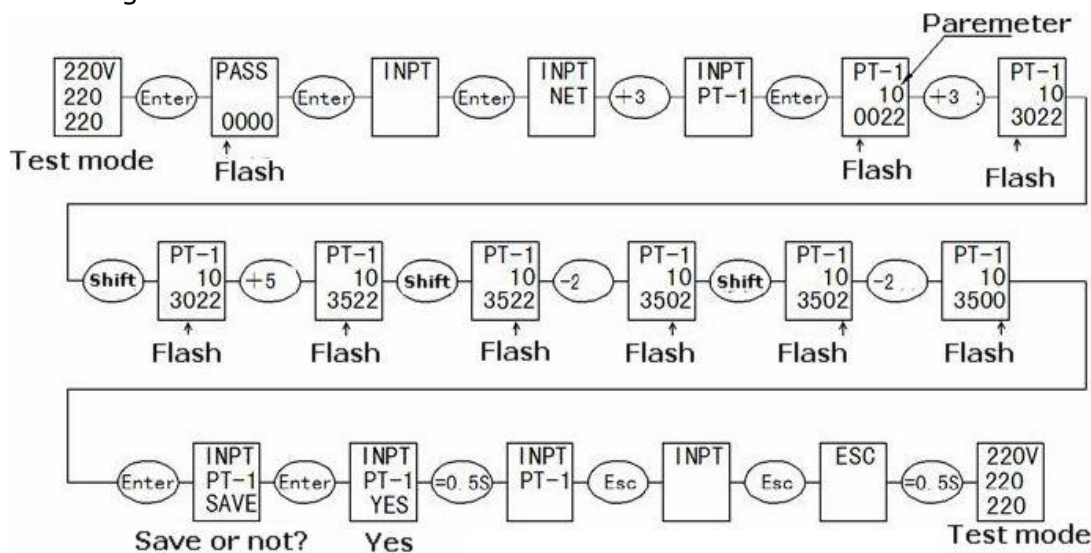 Paremeter
220V
220
220
Enter
PASS
0000
Enter
INPT
Enter
INPT
NET
+3
INPT
PT-1
Enter
PT-1
10
0022
+3
PT-1
10
3022
Test mode
Flash
Flash
Flash
Shift
PT-1
10
3022
+5
PT-1
10
3522
Shift
PT-1
10
3522
-2
PT-1
10
3502
Shift
PT-1
10
3502
-2
PT-1
10
3500
Flash
Flash
Flash
Flash
Flash
Flash
Enter
INPT
PT-1
SAVE
Enter
INPT
PT-1
YES
=0.5S
INPT
PT-1
Esc
INPT
Esc
ESC
=0.5S
220V
220
220
Save or not?
Yes
Test mode